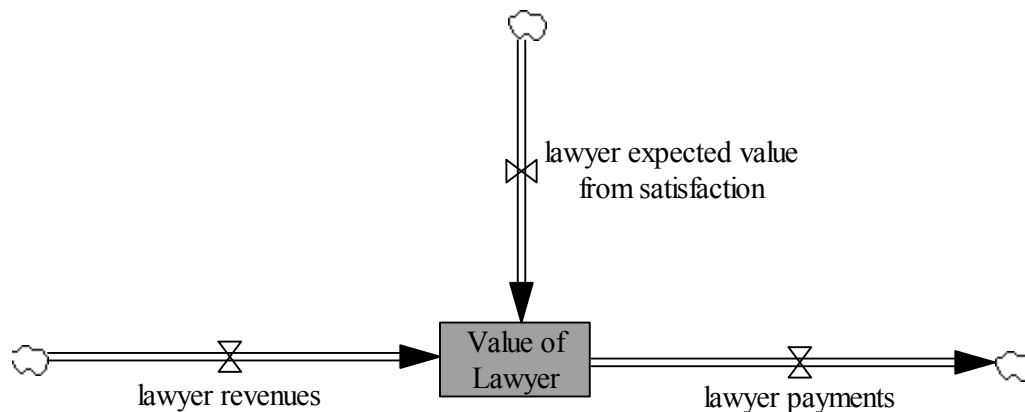 lawyer expected value
from satisfaction
Value of
Lawyer
lawyer revenues
lawyer payments